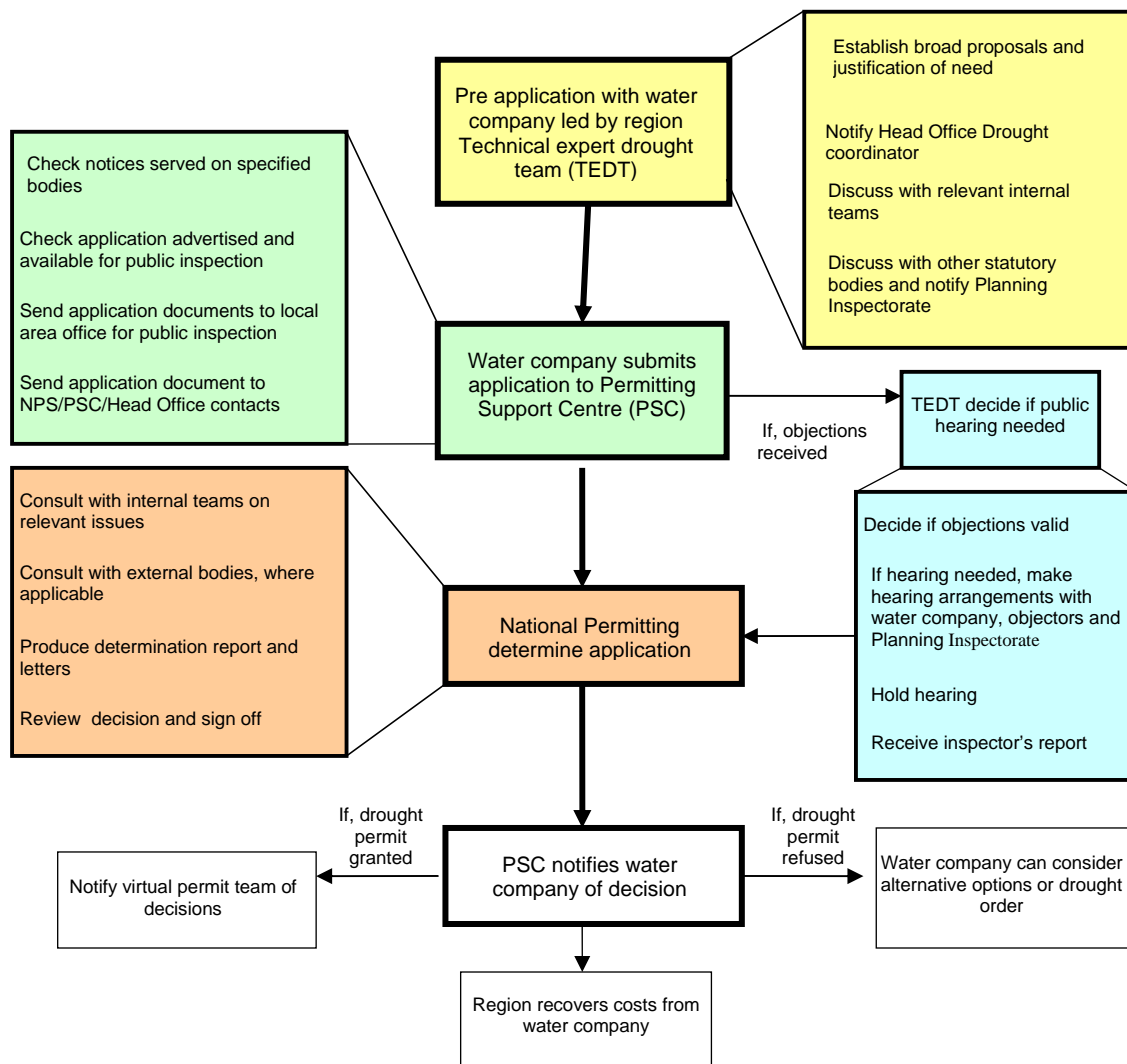 Pre application with water
company led by region
Technical expert drought
team (TEDT)
Establish broad proposals and
justification of need
Notify Head Office Drought
coordinator
Discuss with relevant internal
teams
Discuss with other statutory
bodies and notify Planning
Inspectorate
Check notices served on specified
bodies
Check application advertised and
available for public inspection
Send application documents to local
area office for public inspection
Send application document to
NPS/PSC/Head Office contacts
Water company submits
application to Permitting
Support Centre (PSC)
If, objections
received
TEDT decide if public
hearing needed
Decide if objections valid
If hearing needed, make
hearing arrangements with
water company, objectors and
Planning Inspectorate
Hold hearing
Receive inspector's report
Consult with internal teams on
relevant issues
Consult with external bodies, where
applicable
Produce determination report and
letters
Review decision and sign off
National Permitting
determine application
PSC notifies water
company of decision
If, drought
permit
granted
Notify virtual permit team of
decisions
If, drought
permit
refused
Water company can consider
alternative options or drought
order
Region recovers costs from
water company